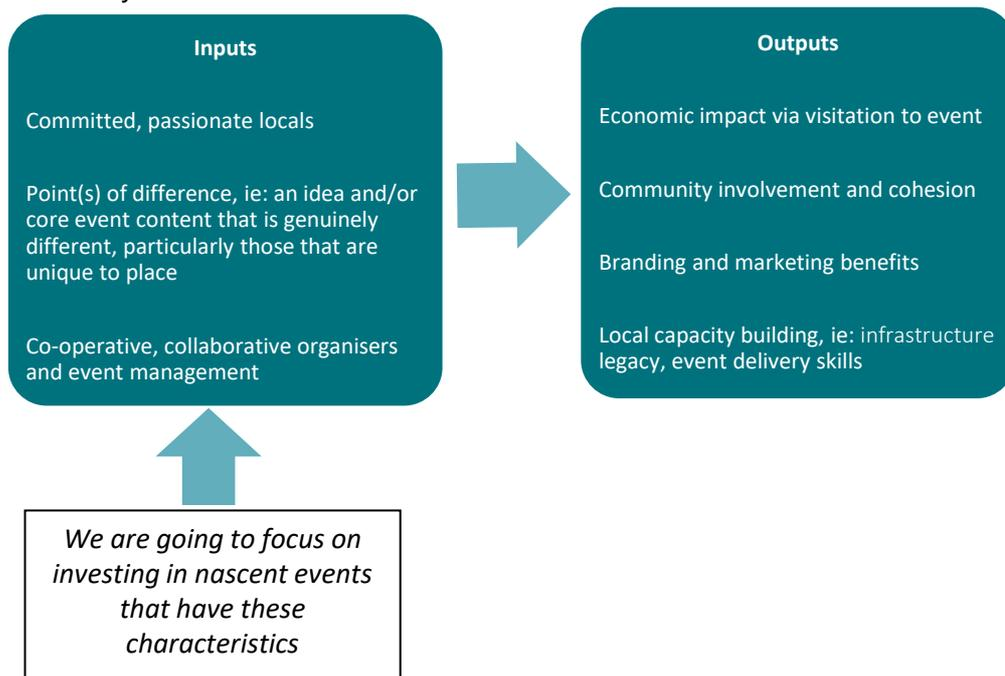 Inputs
Committed, passionate locals
Point(s) of difference, ie: an idea and/or
core event content that is genuinely
different, particularly those that are
unique to place
Co-operative, collaborative organisers
and event management
Outputs
Economic impact via visitation to event
Community involvement and cohesion
Branding and marketing benefits
Local capacity building, ie: infrastructure
legacy, event delivery skills
We are going to focus on
investing in nascent events
that have these
characteristics